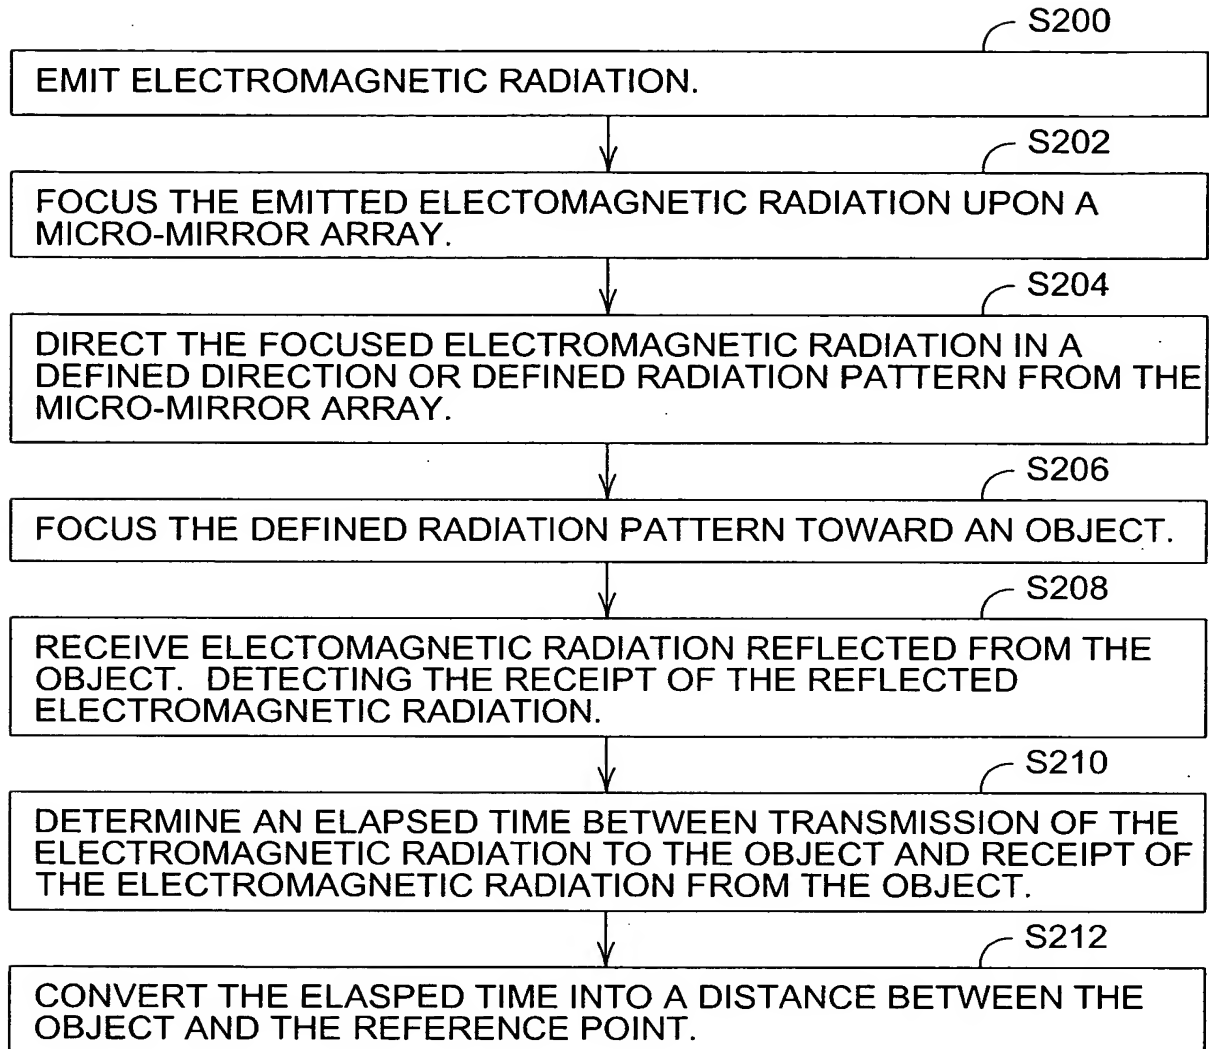 S200
EMIT ELECTROMAGNETIC RADIATION.
S202
FOCUS THE EMITTED ELECTOMAGNETIC RADIATION UPON A
MICRO-MIRROR ARRAY.
S204
DIRECT THE FOCUSED ELECTROMAGNETIC RADIATION IN A
DEFINED DIRECTION OR DEFINED RADIATION PATTERN FROM THE
MICRO-MIRROR ARRAY.
S206
FOCUS THE DEFINED RADIATION PATTERN TOWARD AN OBJECT.
S208
RECEIVE ELECTOMAGNETIC RADIATION REFLECTED FROM THE
OBJECT. DETECTING THE RECEIPT OF THE REFLECTED
ELECTROMAGNETIC RADIATION.
S210
DETERMINE AN ELAPSED TIME BETWEEN TRANSMISSION OF THE
ELECTROMAGNETIC RADIATION TO THE OBJECT AND RECEIPT OF
THE ELECTROMAGNETIC RADIATION FROM THE OBJECT.
S212
CONVERT THE ELASPED TIME INTO A DISTANCE BETWEEN THE
OBJECT AND THE REFERENCE POINT.